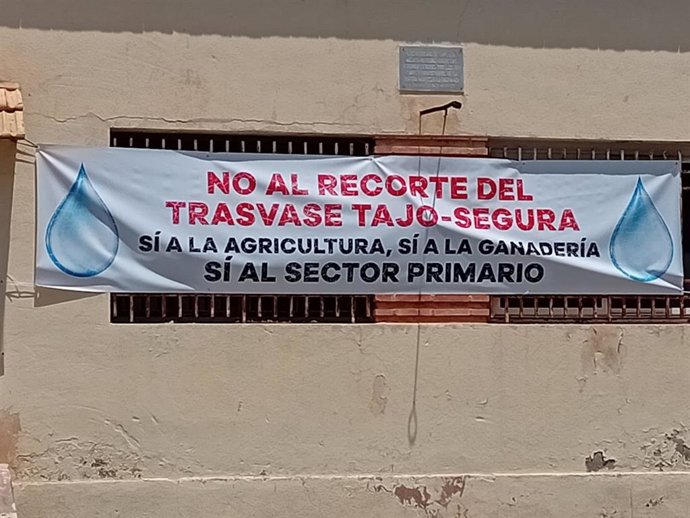 NO AL RECORTE DEL
TRASVASE TAJO-SEGURA
SÍ A LA AGRICULTURA, SÍ A LA GANADERÍA
SÍ AL SECTOR PRIMARIO